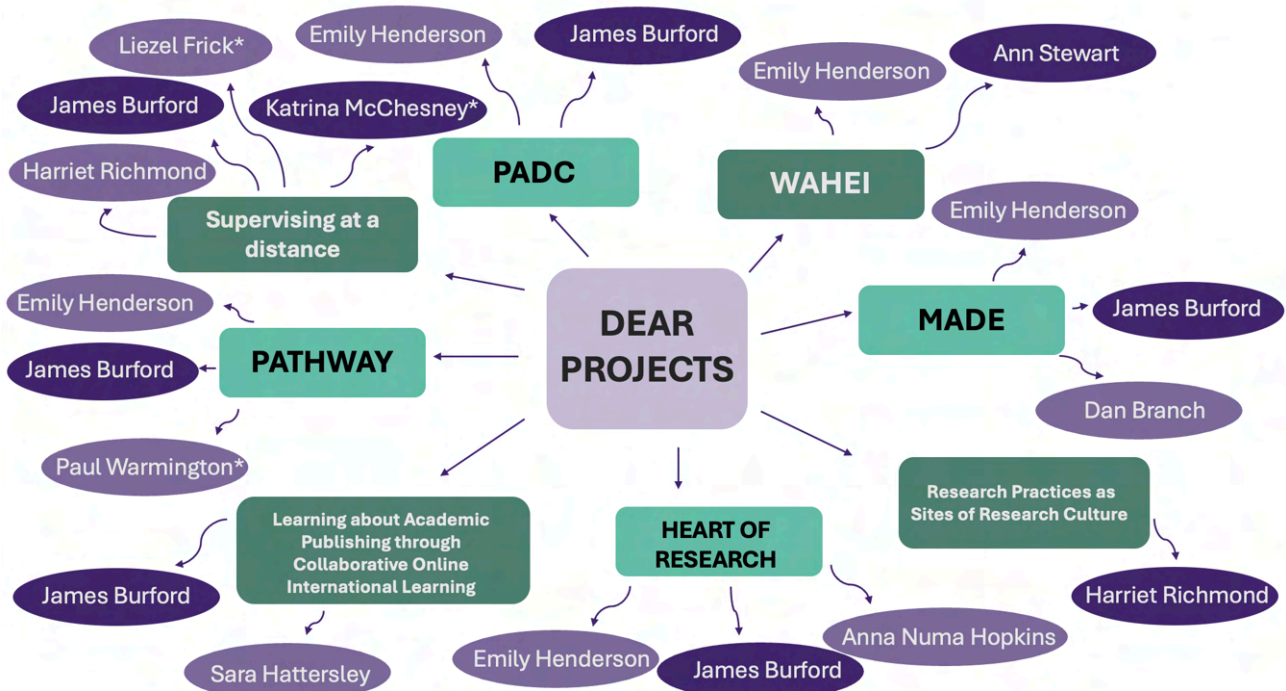 Liezel Frick*
Emily Henderson
James Burford
James Burford
Katrina McChesney*
Harriet Richmond
Emily Henderson
Ann Stewart
PADC
WAHEI
Supervising at a
distance
Emily Henderson
DEAR
PROJECTS
MADE
James Burford
Dan Branch
Emily Henderson
PATHWAY
James Burford
Paul Warmington*
Learning about Academic
Publishing through
Collaborative Online
International Learning
James Burford
Sara Hattersley
HEART OF
RESEARCH
Emily Henderson
James Burford
Anna Numa Hopkins
Research Practices as
Sites of Research Culture
Harriet Richmond